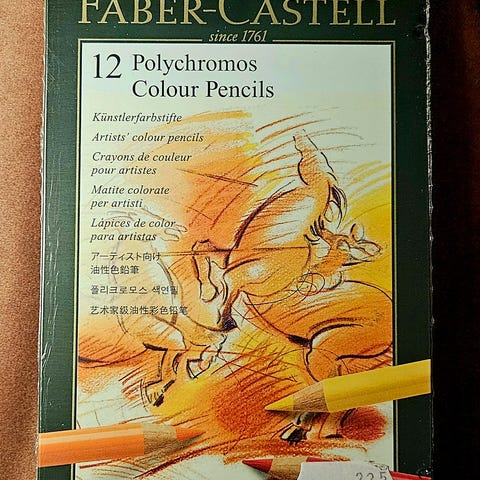 FABER-CASTELL
since 1761
12 Polychromos
Colour Pencils
Künstlerfarbstifte
Artists' colour pencils
Crayons de couleur
pour artistes
Matite colorate
per artisti
Lápices de color
para artistas
アーティスト向け
油性色鉛筆
폴리크로모스 색연필
艺术家级油性彩色铅笔
225